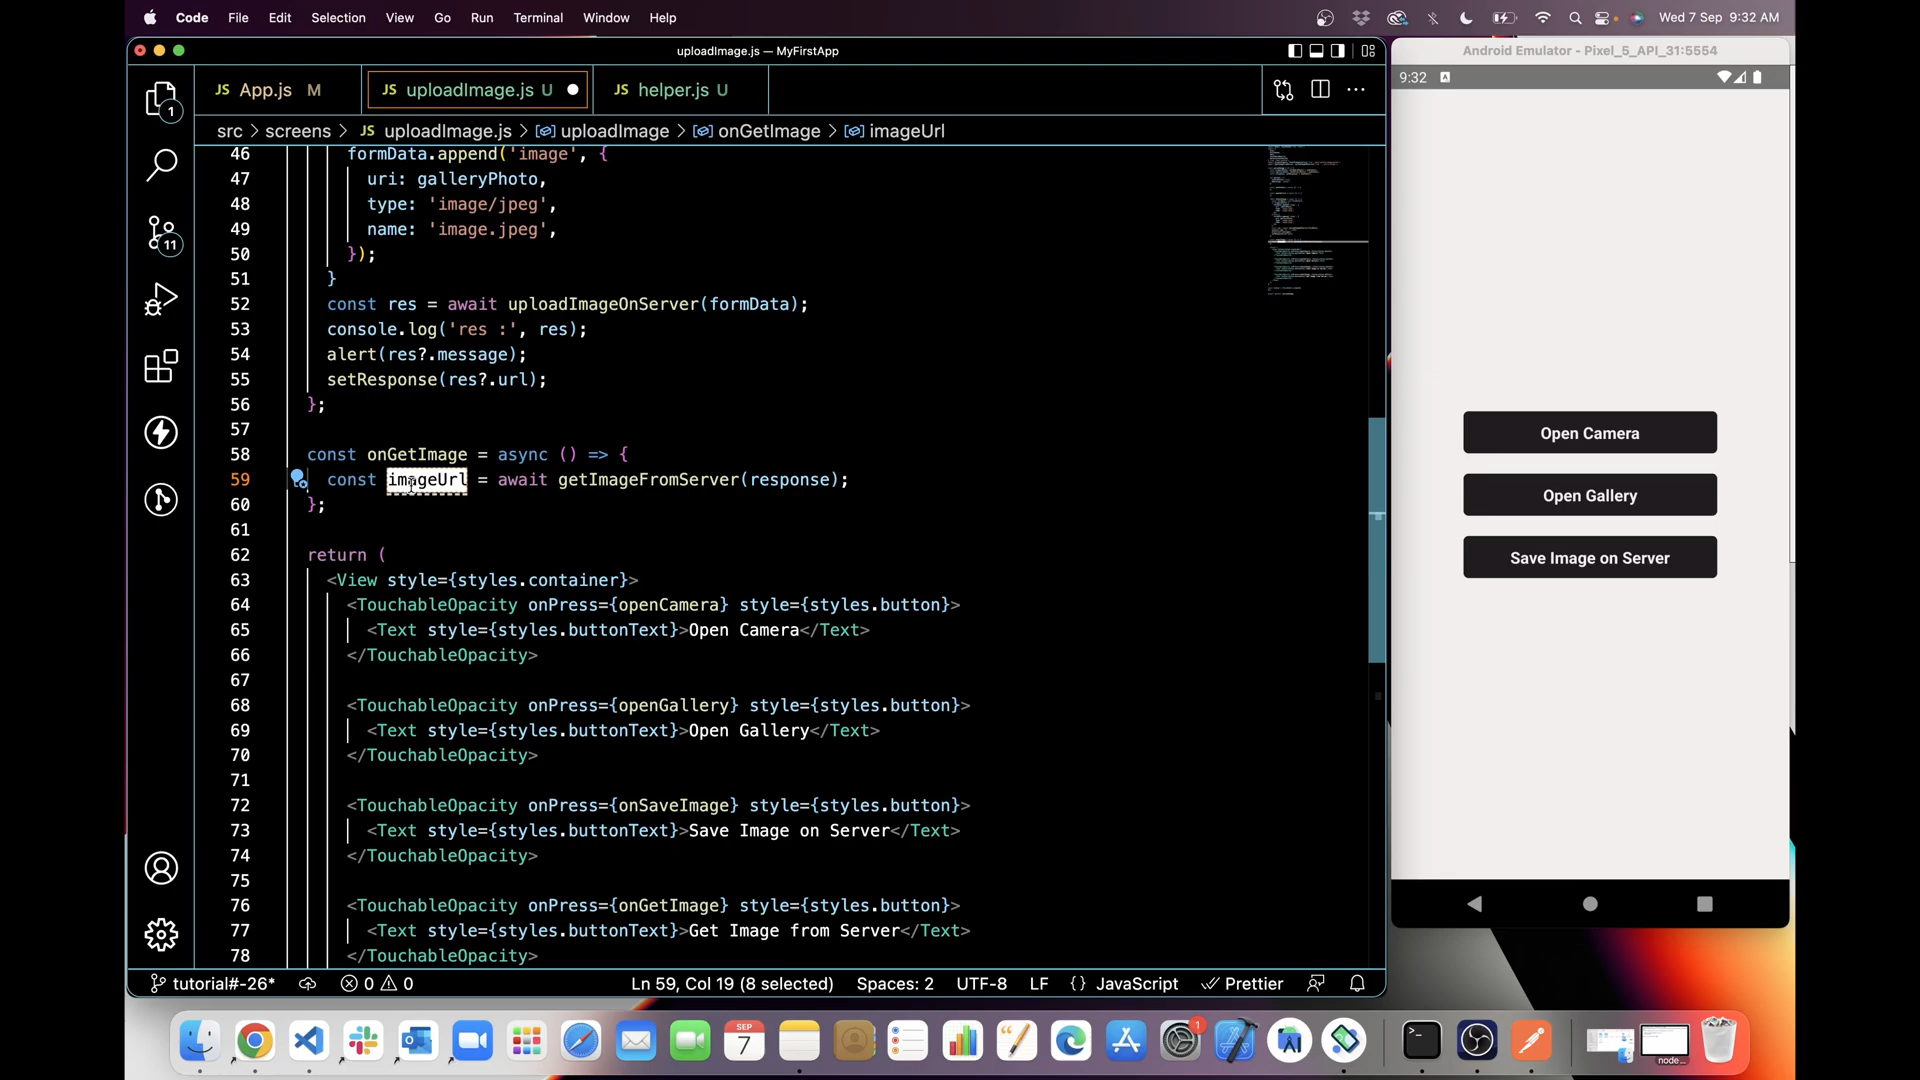 Code File Edit Selection View Go Run Terminal Window Help Wed 7 Sep 9:32 AM
uploadImage.js — MyFirstApp
Android Emulator - Pixel_5_API_31:5554
9:32
JS App.js M JS uploadImage.js U JS helper.js U
src > screens > JS uploadImage.js > uploadImage > onGetImage > imageUrl
46 formData.append('image', {
47 uri: galleryPhoto,
48 type: 'image/jpeg',
49 name: 'image.jpeg',
50 });
51 }
52 const res = await uploadImageOnServer(formData);
53 console.log('res :', res);
54 alert(res?.message);
55 setResponse(res?.url);
56 };
57
58 const onGetImage = async () => {
59 const imageUrl = await getImageFromServer(response);
60 };
61
62 return (
63 <View style={styles.container}>
64 <TouchableOpacity onPress={openCamera} style={styles.button}>
65 <Text style={styles.buttonText}>Open Camera</Text>
66 </TouchableOpacity>
67
68 <TouchableOpacity onPress={openGallery} style={styles.button}>
69 <Text style={styles.buttonText}>Open Gallery</Text>
70 </TouchableOpacity>
71
72 <TouchableOpacity onPress={onSaveImage} style={styles.button}>
73 <Text style={styles.buttonText}>Save Image on Server</Text>
74 </TouchableOpacity>
75
76 <TouchableOpacity onPress={onGetImage} style={styles.button}>
77 <Text style={styles.buttonText}>Get Image from Server</Text>
78 </TouchableOpacity>
1
11
Open Camera
Open Gallery
Save Image on Server
tutorial#-26* 0 0 Ln 59, Col 19 (8 selected) Spaces: 2 UTF-8 LF {} JavaScript Prettier
SEP
7
1
node...